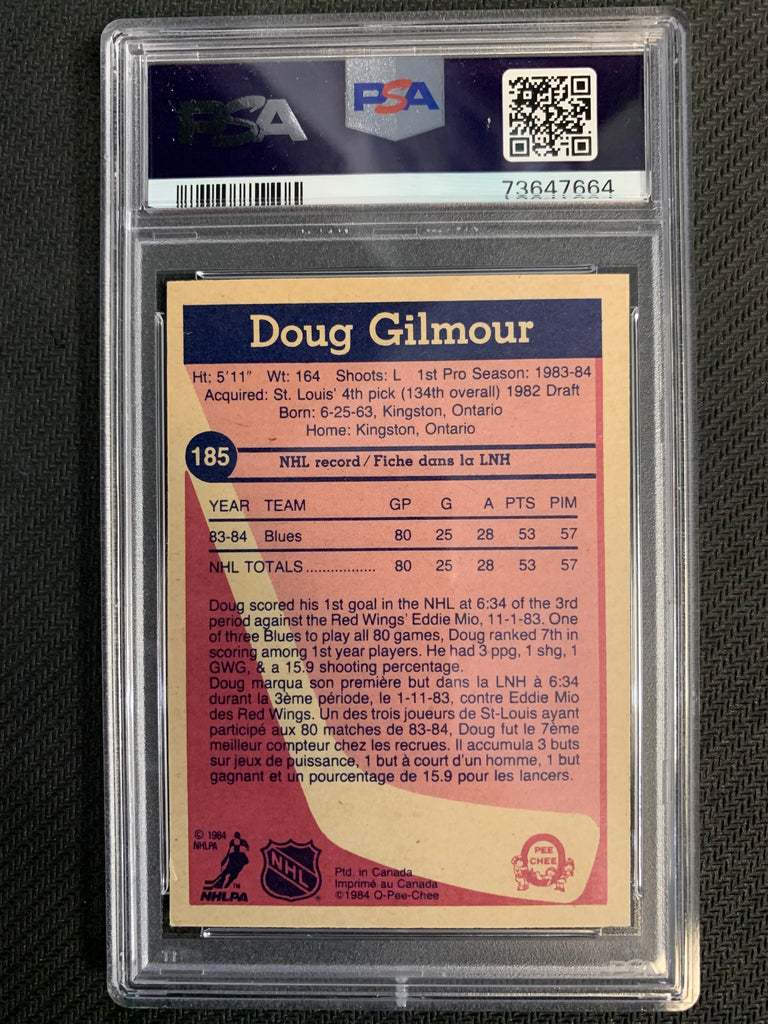 PSA
PSA
73647664
Doug Gilmour
Ht: 5'11" Wt: 164 Shoots: L 1st Pro Season: 1983-84
Acquired: St. Louis' 4th pick (134th overall) 1982 Draft
Born: 6-25-63, Kingston, Ontario
Home: Kingston, Ontario
185 NHL record/Fiche dans la LNH
YEAR TEAM GP G A PTS PIM
83-84 Blues 80 25 28 53 57
NHL TOTALS................. 80 25 28 53 57
Doug scored his 1st goal in the NHL at 6:34 of the 3rd
period against the Red Wings' Eddie Mio, 11-1-83. One
of three Blues to play all 80 games, Doug ranked 7th in
scoring among 1st year players. He had 3 ppg, 1 shg, 1
GWG, & a 15.9 shooting percentage.
Doug marqua son première but dans la LNH à 6:34
durant la 3ème période, le 1-11-83, contre Eddie Mio
des Red Wings. Un des trois joueurs de St-Louis ayant
participé aux 80 matches de 83-84, Doug fut le 7ème
meilleur compteur chez les recrues. Il accumula 3 buts
sur jeux de puissance, 1 but à court d'un homme, 1 but
gagnant et un pourcentage de 15.9 pour les lancers.
© 1984
NHLPA
NHLPA
TM
NHL
Ptd. in Canada
Imprimé au Canada
©1984 O-Pee-Chee
PEE
CHEE
PSA